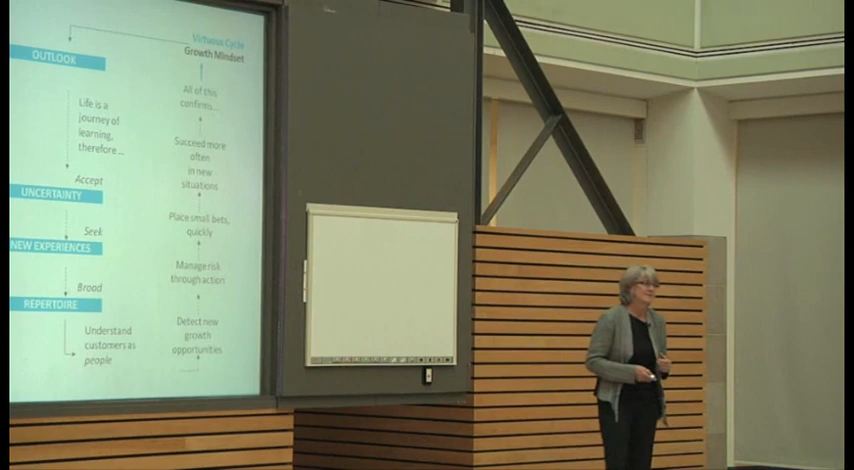 Virtuous Cycle
Growth Mindset
OUTLOOK
Life is a
journey of
learning,
therefore ...
Accept
UNCERTAINTY
Seek
NEW EXPERIENCES
Broad
REPERTOIRE
Understand
customers as
people
All of this
confirms...
Succeed more
often
in new
situations
Place small bets,
quickly
Manage risk
through action
Detect new
growth
opportunities